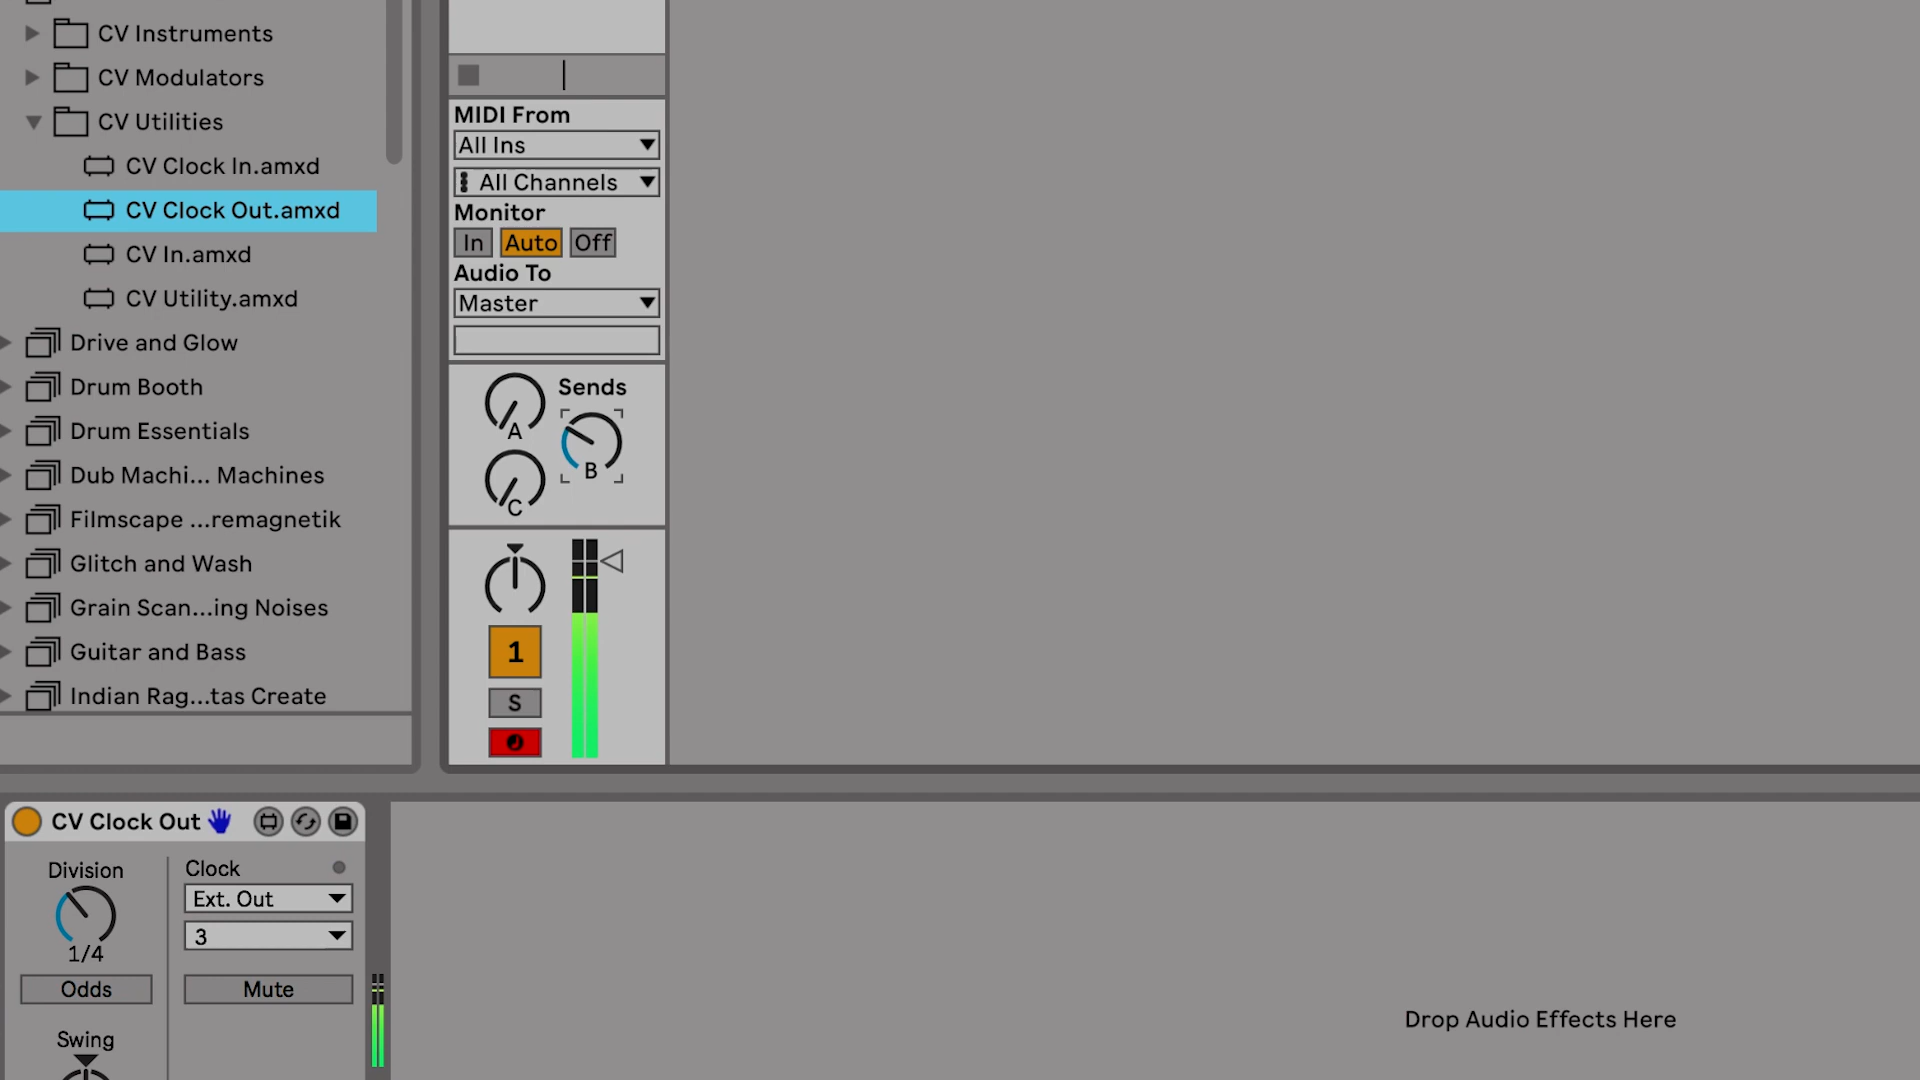 CV Instruments
CV Modulators
CV Utilities
CV Clock In.amxd
CV Clock Out.amxd
CV In.amxd
CV Utility.amxd
Drive and Glow
Drum Booth
Drum Essentials
Dub Machi... Machines
Filmscape ...remagnetik
Glitch and Wash
Grain Scan...ing Noises
Guitar and Bass
Indian Rag...tas Create
MIDI From
All Ins
All Channels
Monitor
In Auto Off
Audio To
Master
Sends
A
B
C
1
S
CV Clock Out
Division
1/4
Odds
Swing
Clock
Ext. Out
3
Mute
Drop Audio Effects Here